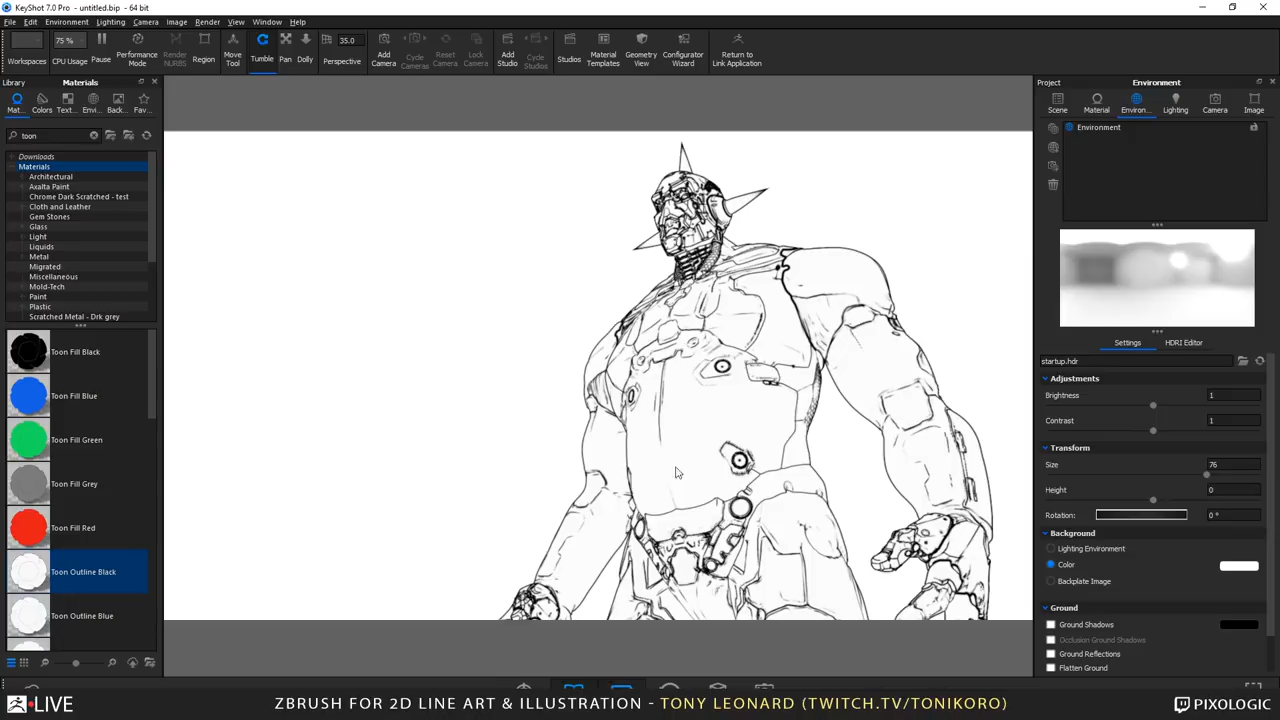 KeyShot 7.0 Pro - untitled.bip - 64 bit
File Edit Environment Lighting Camera Image Render View Window Help
75 %
35.0
Workspaces CPU Usage Pause Performance Mode Render NURBS Region Move Tool Tumble Pan Dolly Perspective Add Camera Cycle Cameras Reset Camera Lock Camera Add Studio Cycle Studios Studios Material Templates Geometry View Configurator Wizard Return to Link Application
Library Materials
Mat... Colors Text... Envi... Back... Fav...
toon
Downloads
Materials
Architectural
Axalta Paint
Chrome Dark Scratched - test
Cloth and Leather
Gem Stones
Glass
Light
Liquids
Metal
Migrated
Miscellaneous
Mold-Tech
Paint
Plastic
Scratched Metal - Drk grey
Toon Fill Black
Toon Fill Blue
Toon Fill Green
Toon Fill Grey
Toon Fill Red
Toon Outline Black
Toon Outline Blue
Project Environment
Scene Material Environ... Lighting Camera Image
Environment
Settings HDRI Editor
startup.hdr
Adjustments
Brightness 1
Contrast 1
Transform
Size 76
Height 0
Rotation: 0 °
Background
Lighting Environment
Color
Backplate Image
Ground
Ground Shadows
Occlusion Ground Shadows
Ground Reflections
Flatten Ground
LIVE ZBRUSH FOR 2D LINE ART & ILLUSTRATION - TONY LEONARD (TWITCH.TV/TONIKORO) PIXOLOGIC